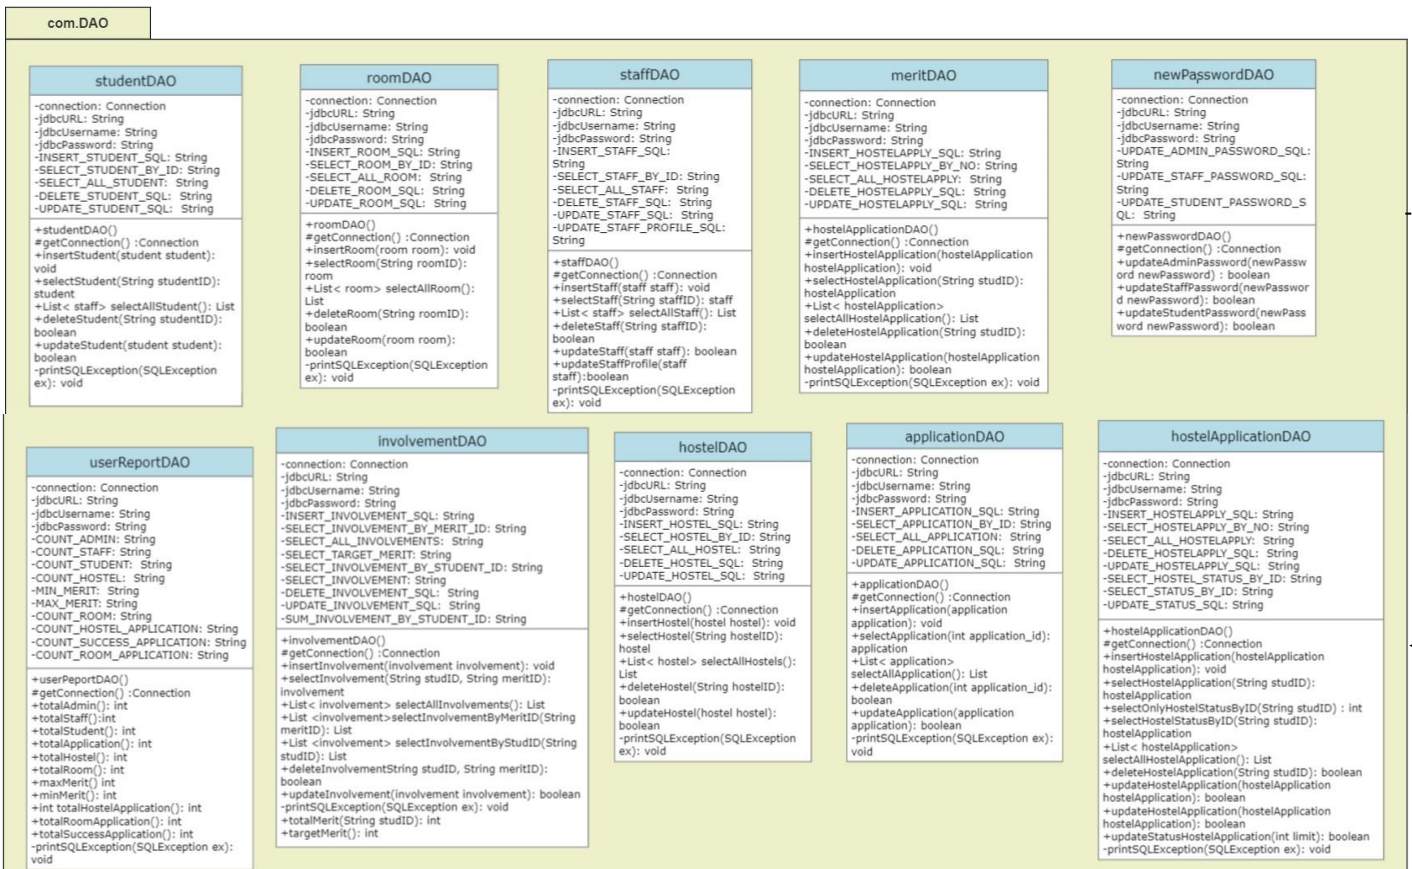 com.DAO
studentDAO
-connection: Connection
-jdbcURL: String
-jdbcUsername: String
-jdbcPassword: String
-INSERT_STUDENT_SQL: String
-SELECT_STUDENT_BY_ID: String
-SELECT_ALL_STUDENT:  String
-DELETE_STUDENT_SQL:  String
-UPDATE_STUDENT_SQL:  String
+studentDAO()
#getConnection() :Connection
+insertStudent(student student):
void
+selectStudent(String studentID):
student
+List< staff> selectAllStudent(): List
+deleteStudent(String studentID):
boolean
+updateStudent(student student):
boolean
-printSQLException(SQLException
ex): void
roomDAO
-connection: Connection
-jdbcURL: String
-jdbcUsername: String
-jdbcPassword: String
-INSERT_ROOM_SQL: String
-SELECT_ROOM_BY_ID: String
-SELECT_ALL_ROOM:  String
-DELETE_ROOM_SQL:  String
-UPDATE_ROOM_SQL:  String
+roomDAO()
#getConnection() :Connection
+insertRoom(room room): void
+selectRoom(String roomID):
room
+List< room> selectAllRoom():
List
+deleteRoom(String roomID):
boolean
+updateRoom(room room):
boolean
-printSQLException(SQLException
ex): void
staffDAO
-connection: Connection
-jdbcURL: String
-jdbcUsername: String
-jdbcPassword: String
-INSERT_STAFF_SQL:
String
-SELECT_STAFF_BY_ID: String
-SELECT_ALL_STAFF:  String
-DELETE_STAFF_SQL:  String
-UPDATE_STAFF_SQL:  String
-UPDATE_STAFF_PROFILE_SQL:
String
+staffDAO()
#getConnection() :Connection
+insertStaff(staff staff): void
+selectStaff(String staffID): staff
+List< staff> selectAllStaff(): List
+deleteStaff(String staffID):
boolean
+updateStaff(staff staff): boolean
+updateStaffProfile(staff
staff):boolean
-printSQLException(SQLException
ex): void
meritDAO
-connection: Connection
-jdbcURL: String
-jdbcUsername: String
-jdbcPassword: String
-INSERT_HOSTELAPPLY_SQL: String
-SELECT_HOSTELAPPLY_BY_NO: String
-SELECT_ALL_HOSTELAPPLY:  String
-DELETE_HOSTELAPPLY_SQL:  String
-UPDATE_HOSTELAPPLY_SQL:  String
+hostelApplicationDAO()
#getConnection() :Connection
+insertHostelApplication(hostelApplication
hostelApplication): void
+selectHostelApplication(String studID):
hostelApplication
+List< hostelApplication>
selectAllHostelApplication(): List
+deleteHostelApplication(String studID):
boolean
+updateHostelApplication(hostelApplication
hostelApplication): boolean
-printSQLException(SQLException ex): void
newPasswordDAO
-connection: Connection
-jdbcURL: String
-jdbcUsername: String
-jdbcPassword: String
-UPDATE_ADMIN_PASSWORD_SQL:
String
-UPDATE_STAFF_PASSWORD_SQL:
String
-UPDATE_STUDENT_PASSWORD_S
QL:  String
+newPasswordDAO()
#getConnection() :Connection
+updateAdminPassword(newPassw
ord newPassword) : boolean
+updateStaffPassword(newPasswor
d newPassword): boolean
+updateStudentPassword(newPass
word newPassword): boolean
userReportDAO
-connection: Connection
-jdbcURL: String
-jdbcUsername: String
-jdbcPassword: String
-COUNT_ADMIN: String
-COUNT_STAFF: String
-COUNT_STUDENT:  String
-COUNT_HOSTEL:  String
-MIN_MERIT:  String
-MAX_MERIT: String
-COUNT_ROOM: String
-COUNT_HOSTEL_APPLICATION: String
-COUNT_SUCCESS_APPLICATION: String
-COUNT_ROOM_APPLICATION: String
+userPeportDAO()
#getConnection() :Connection
+totalAdmin(): int
+totalStaff():int
+totalStudent(): int
+totalApplication(): int
+totalHostel(): int
+totalRoom(): int
+maxMerit() int
+minMerit(): int
+int totalHostelApplication(): int
+totalRoomApplication(): int
+totalSuccessApplication(): int
-printSQLException(SQLException ex):
void
involvementDAO
-connection: Connection
-jdbcURL: String
-jdbcUsername: String
-jdbcPassword: String
-INSERT_INVOLVEMENT_SQL: String
-SELECT_INVOLVEMENT_BY_MERIT_ID: String
-SELECT_ALL_INVOLVEMENTS:  String
-SELECT_TARGET_MERIT: String
-SELECT_INVOLVEMENT_BY_STUDENT_ID: String
-SELECT_INVOLVEMENT: String
-DELETE_INVOLVEMENT_SQL:  String
-UPDATE_INVOLVEMENT_SQL:  String
-SUM_INVOLVEMENT_BY_STUDENT_ID: String
+involvementDAO()
#getConnection() :Connection
+insertInvolvement(involvement involvement): void
+selectInvolvement(String studID, String meritID):
involvement
+List< involvement> selectAllInvolvements(): List
+List <involvement>selectInvolvementByMeritID(String
meritID): List
+List <involvement> selectInvolvementByStudID(String
studID): List
+deleteInvolvementString studID, String meritID):
boolean
+updateInvolvement(involvement involvement): boolean
-printSQLException(SQLException ex): void
+totalMerit(String studID): int
+targetMerit(): int
hostelDAO
-connection: Connection
-jdbcURL: String
-jdbcUsername: String
-jdbcPassword: String
-INSERT_HOSTEL_SQL: String
-SELECT_HOSTEL_BY_ID: String
-SELECT_ALL_HOSTEL:  String
-DELETE_HOSTEL_SQL:  String
-UPDATE_HOSTEL_SQL:  String
+hostelDAO()
#getConnection() :Connection
+insertHostel(hostel hostel): void
+selectHostel(String hostelID):
hostel
+List< hostel> selectAllHostels():
List
+deleteHostel(String hostelID):
boolean
+updateHostel(hostel hostel):
boolean
-printSQLException(SQLException
ex): void
applicationDAO
-connection: Connection
-jdbcURL: String
-jdbcUsername: String
-jdbcPassword: String
-INSERT_APPLICATION_SQL: String
-SELECT_APPLICATION_BY_ID: String
-SELECT_ALL_APPLICATION:  String
-DELETE_APPLICATION_SQL:  String
-UPDATE_APPLICATION_SQL:  String
+applicationDAO()
#getConnection() :Connection
+insertApplication(application
application): void
+selectApplication(int application_id):
application
+List< application>
selectAllApplication(): List
+deleteApplication(int application_id):
boolean
+updateApplication(application
application): boolean
-printSQLException(SQLException ex):
void
hostelApplicationDAO
-connection: Connection
-jdbcURL: String
-jdbcUsername: String
-jdbcPassword: String
-INSERT_HOSTELAPPLY_SQL: String
-SELECT_HOSTELAPPLY_BY_NO: String
-SELECT_ALL_HOSTELAPPLY:  String
-DELETE_HOSTELAPPLY_SQL:  String
-UPDATE_HOSTELAPPLY_SQL:  String
-SELECT_HOSTEL_STATUS_BY_ID: String
-SELECT_STATUS_BY_ID: String
-UPDATE_STATUS_SQL: String
+hostelApplicationDAO()
#getConnection() :Connection
+insertHostelApplication(hostelApplication
hostelApplication): void
+selectHostelApplication(String studID):
hostelApplication
+selectOnlyHostelStatusByID(String studID) : int
+selectHostelStatusByID(String studID):
hostelApplication
+List< hostelApplication>
selectAllHostelApplication(): List
+deleteHostelApplication(String studID): boolean
+updateHostelApplication(hostelApplication
hostelApplication): boolean
+updateHostelApplication(hostelApplication
hostelApplication): boolean
+updateStatusHostelApplication(int limit): boolean
-printSQLException(SQLException ex): void